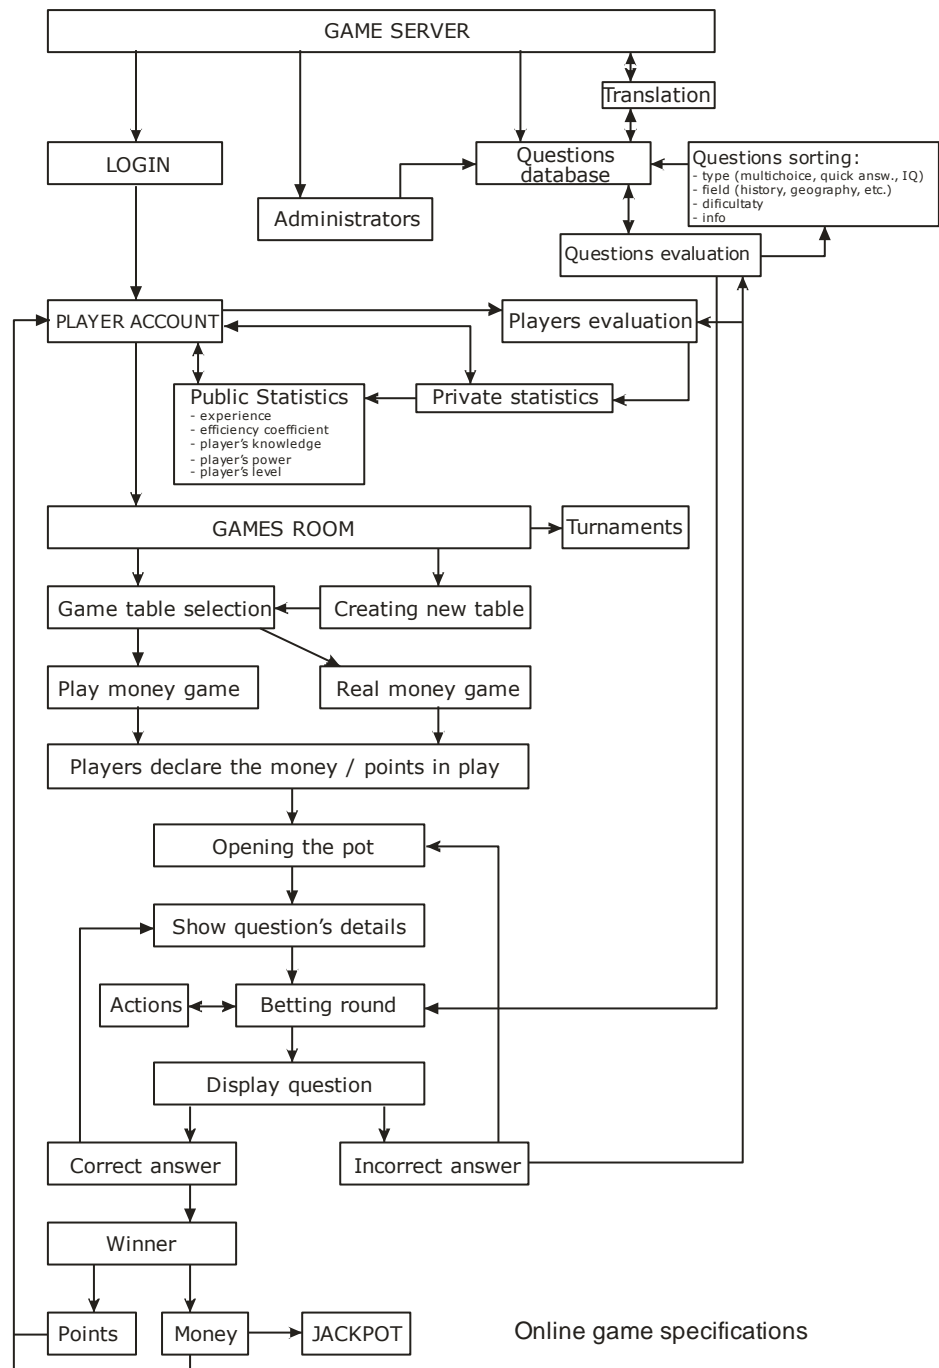 GAME SERVER
Translation
LOGIN
Questions
database
Questions sorting:
- type (multichoice, quick answ., IQ)
- field (history, geography, etc.)
- dificultaty
- info
Administrators
Questions evaluation
PLAYER ACCOUNT
Players evaluation
Public Statistics
- experience
- efficiency coefficient
- player's knowledge
- player's power
- player's level
Private statistics
GAMES ROOM
Turnaments
Game table selection
Creating new table
Play money game
Real money game
Players declare the money / points in play
Opening the pot
Show question's details
Actions
Betting round
Display question
Correct answer
Incorrect answer
Winner
Points
Money
JACKPOT
Online game specifications